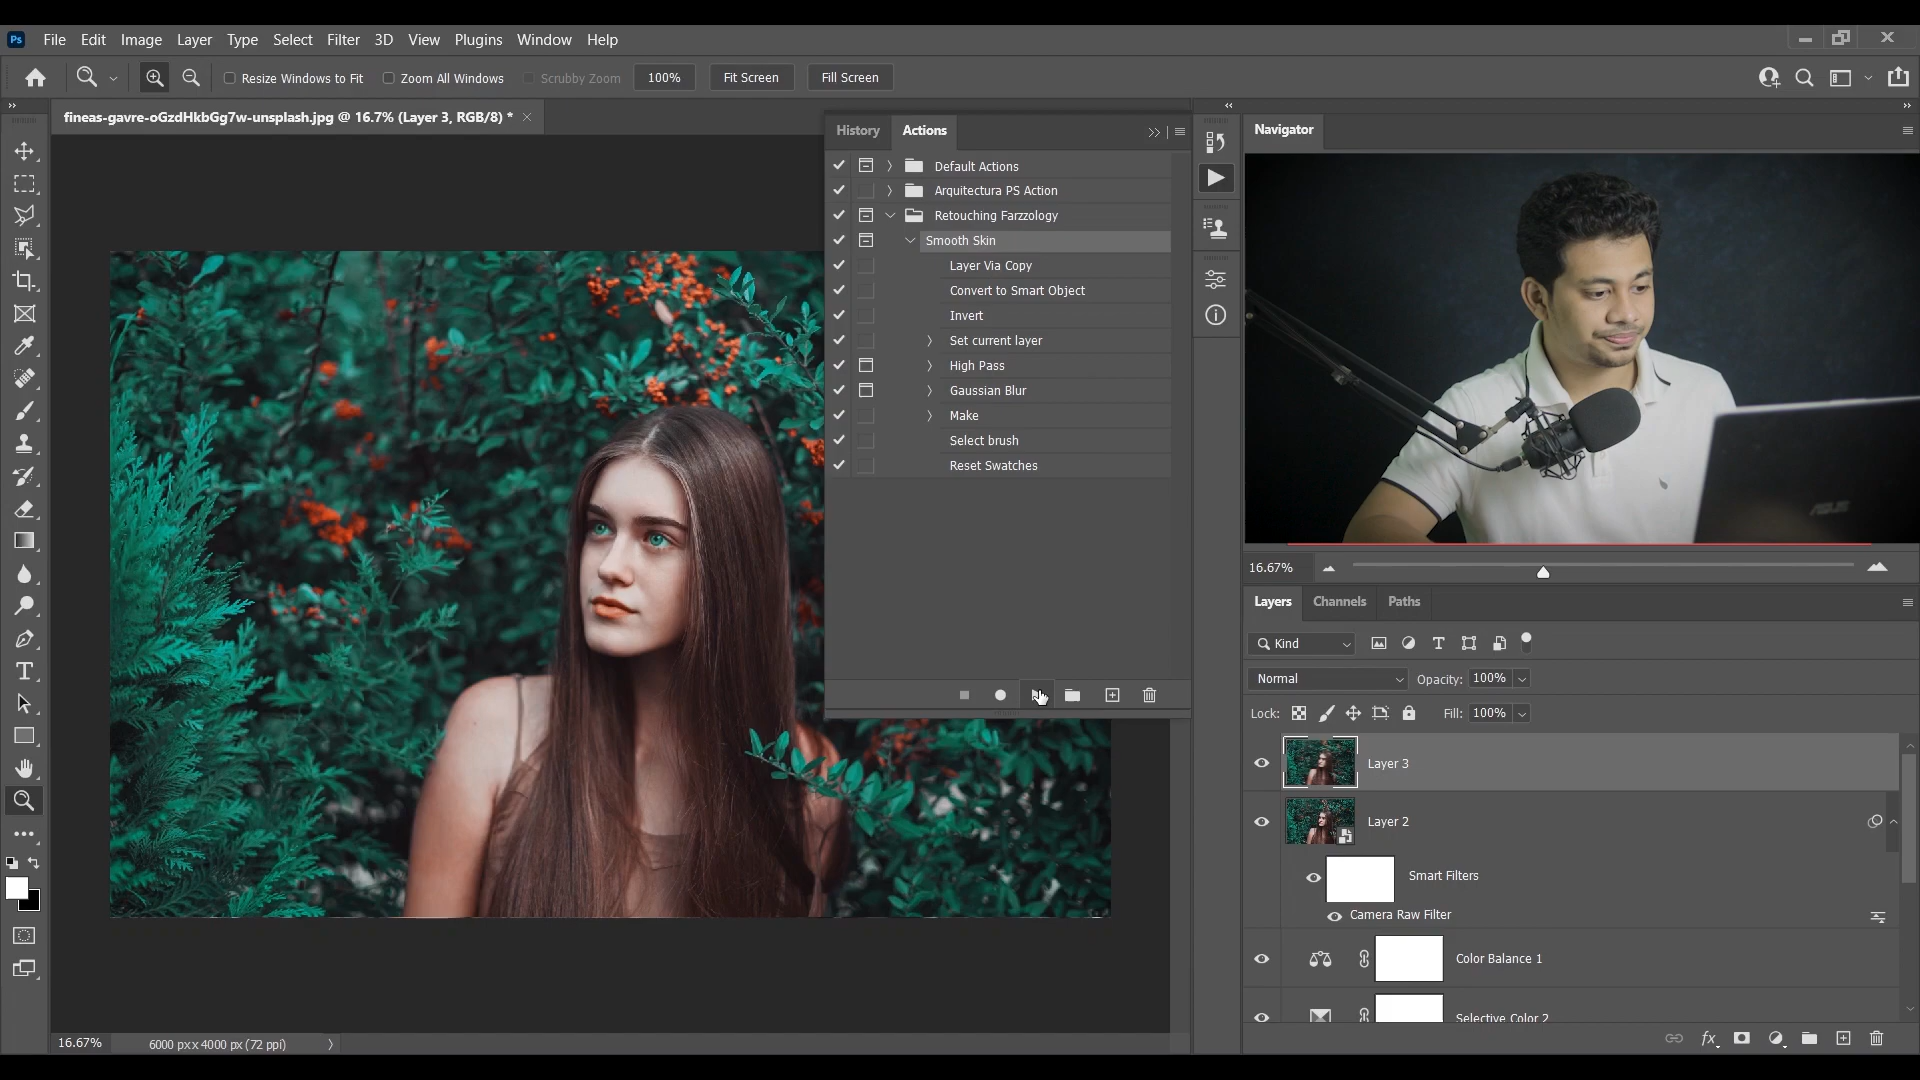 Ps File Edit Image Layer Type Select Filter 3D View Plugins Window Help
Resize Windows to Fit Zoom All Windows Scrubby Zoom 100% Fit Screen Fill Screen
fineas-gavre-oGzdHkbGg7w-unsplash.jpg @ 16.7% (Layer 3, RGB/8) *
History Actions
Default Actions
Arquitectura PS Action
Retouching Farzzology
Smooth Skin
Layer Via Copy
Convert to Smart Object
Invert
Set current layer
High Pass
Gaussian Blur
Make
Select brush
Reset Swatches
Navigator
ASUS
16.67%
Layers Channels Paths
Kind
Normal Opacity: 100%
Lock: Fill: 100%
Layer 3
Layer 2
Smart Filters
Camera Raw Filter
Color Balance 1
Selective Color 2
fx
16.67% 6000 px x 4000 px (72 ppi)